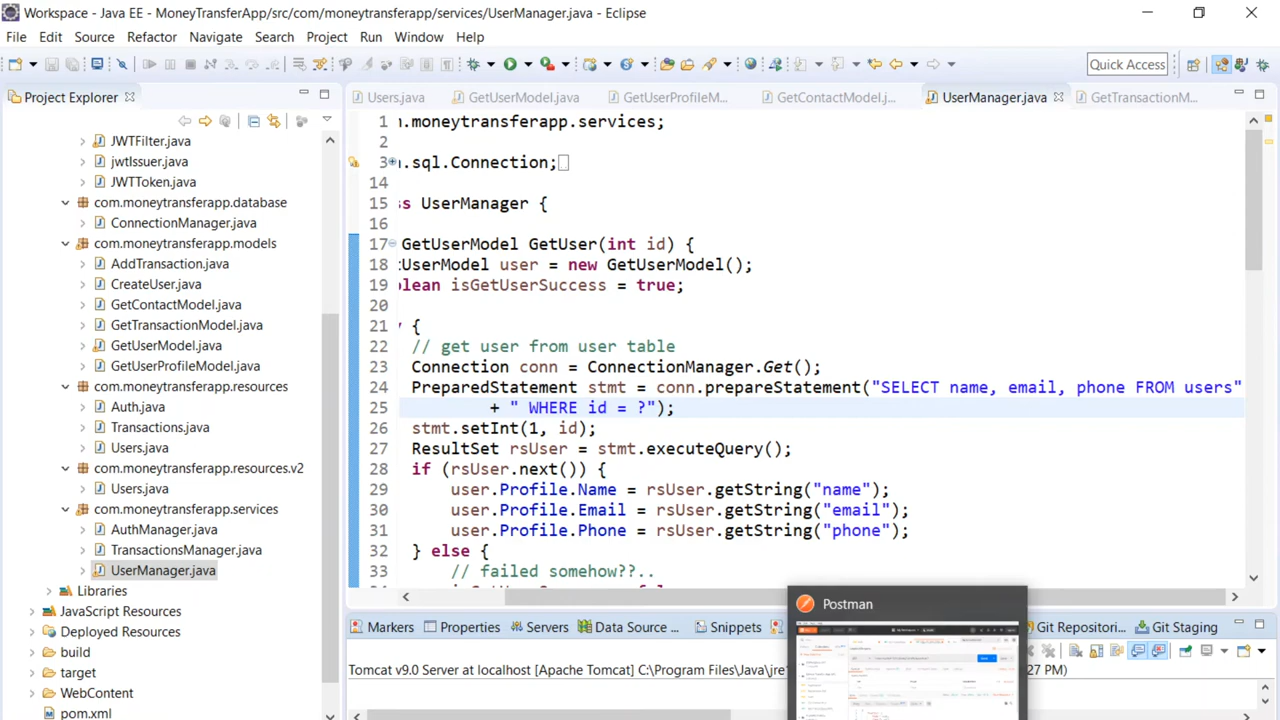 Workspace - Java EE - MoneyTransferApp/src/com/moneytransferapp/services/UserManager.java - Eclipse
File Edit Source Refactor Navigate Search Project Run Window Help
Quick Access
Project Explorer
Users.java GetUserModel.java GetUserProfileM... GetContactModel.j... UserManager.java GetTransactionM...
JWTFilter.java
jwtIssuer.java
JWTToken.java
com.moneytransferapp.database
ConnectionManager.java
com.moneytransferapp.models
AddTransaction.java
CreateUser.java
GetContactModel.java
GetTransactionModel.java
GetUserModel.java
GetUserProfileModel.java
com.moneytransferapp.resources
Auth.java
Transactions.java
Users.java
com.moneytransferapp.resources.v2
Users.java
com.moneytransferapp.services
AuthManager.java
TransactionsManager.java
UserManager.java
Libraries
JavaScript Resources
Deployed Resources
build
target
WebContent
pom.xml
1 n.moneytransferapp.services;
2
3 n.sql.Connection;
14
15 ss UserManager {
16
17 GetUserModel GetUser(int id) {
18 tUserModel user = new GetUserModel();
19 olean isGetUserSuccess = true;
20
21 y {
22 // get user from user table
23 Connection conn = ConnectionManager.Get();
24 PreparedStatement stmt = conn.prepareStatement("SELECT name, email, phone FROM users"
25 + " WHERE id = ?");
26 stmt.setInt(1, id);
27 ResultSet rsUser = stmt.executeQuery();
28 if (rsUser.next()) {
29 user.Profile.Name = rsUser.getString("name");
30 user.Profile.Email = rsUser.getString("email");
31 user.Profile.Phone = rsUser.getString("phone");
32 } else {
33 // failed somehow??..
Postman
Markers Properties Servers Data Source ... Snippets Git Repositori... Git Staging
Tomcat v9.0 Server at localhost [Apache Tomcat] C:\Program Files\Java\jre 27 PM)